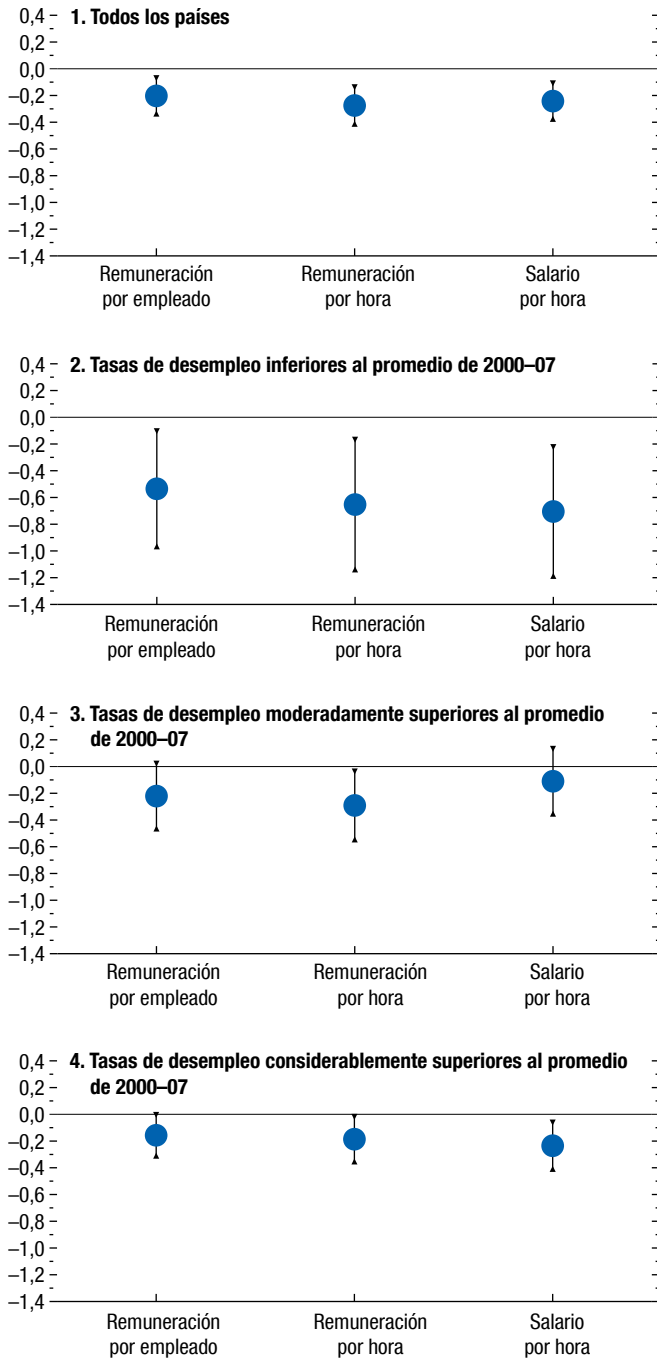 1. Todos los países
0,4
0,2
0,0
–0,2
–0,4
–0,6
–0,8
–1,0
–1,2
–1,4
Remuneración por empleado
Remuneración por hora
Salario por hora
2. Tasas de desempleo inferiores al promedio de 2000–07
0,4
0,2
0,0
–0,2
–0,4
–0,6
–0,8
–1,0
–1,2
–1,4
Remuneración por empleado
Remuneración por hora
Salario por hora
3. Tasas de desempleo moderadamente superiores al promedio
de 2000–07
0,4
0,2
0,0
–0,2
–0,4
–0,6
–0,8
–1,0
–1,2
–1,4
Remuneración por empleado
Remuneración por hora
Salario por hora
4. Tasas de desempleo considerablemente superiores al promedio
de 2000–07
0,4
0,2
0,0
–0,2
–0,4
–0,6
–0,8
–1,0
–1,2
–1,4
Remuneración por empleado
Remuneración por hora
Salario por hora